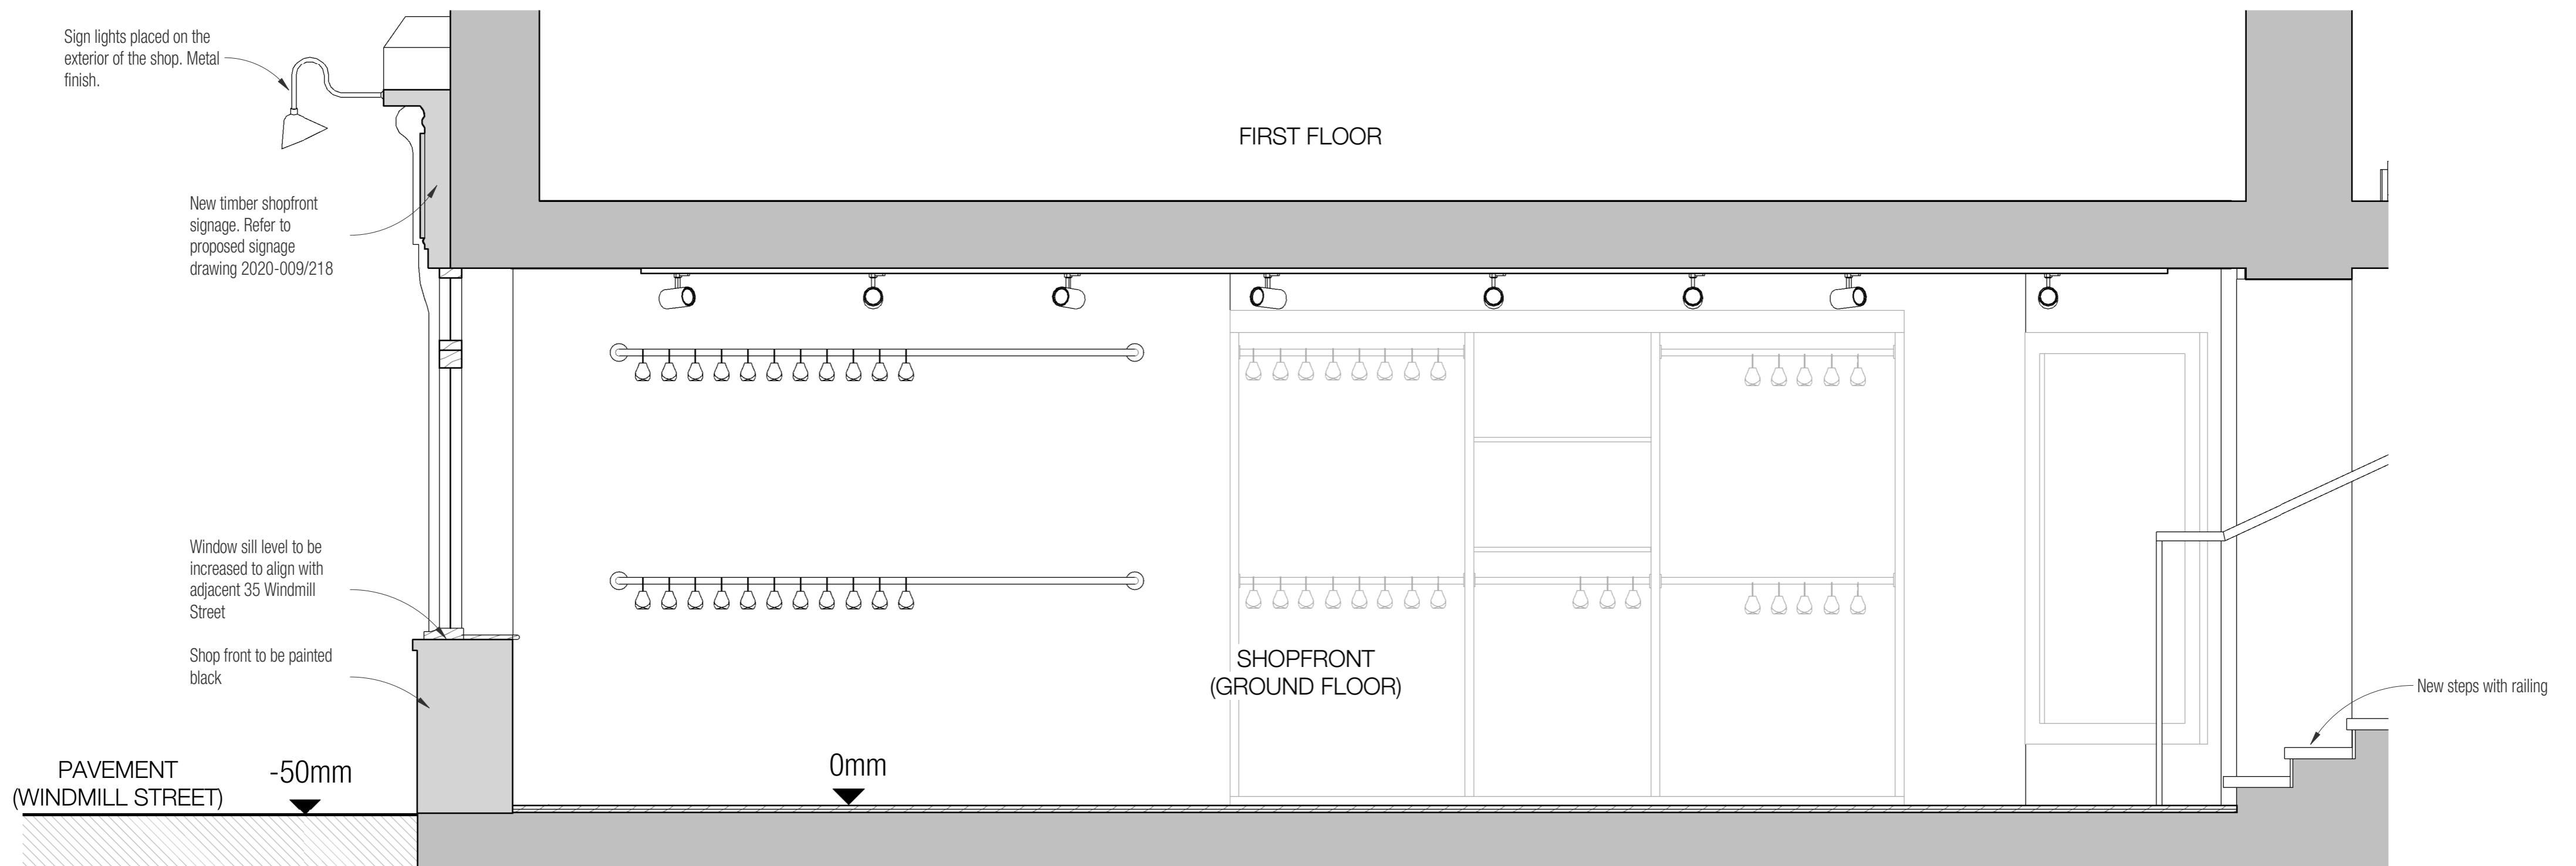 Sign lights placed on the
exterior of the shop. Metal
finish.
FIRST FLOOR
New timber shopfront
signage. Refer to
proposed signage
drawing 2020-009/218
Window sill level to be
increased to align with
adjacent 35 Windmill
Street
Shop front to be painted
black
SHOPFRONT
(GROUND FLOOR)
New steps with railing
PAVEMENT
(WINDMILL STREET)
-50mm
0mm